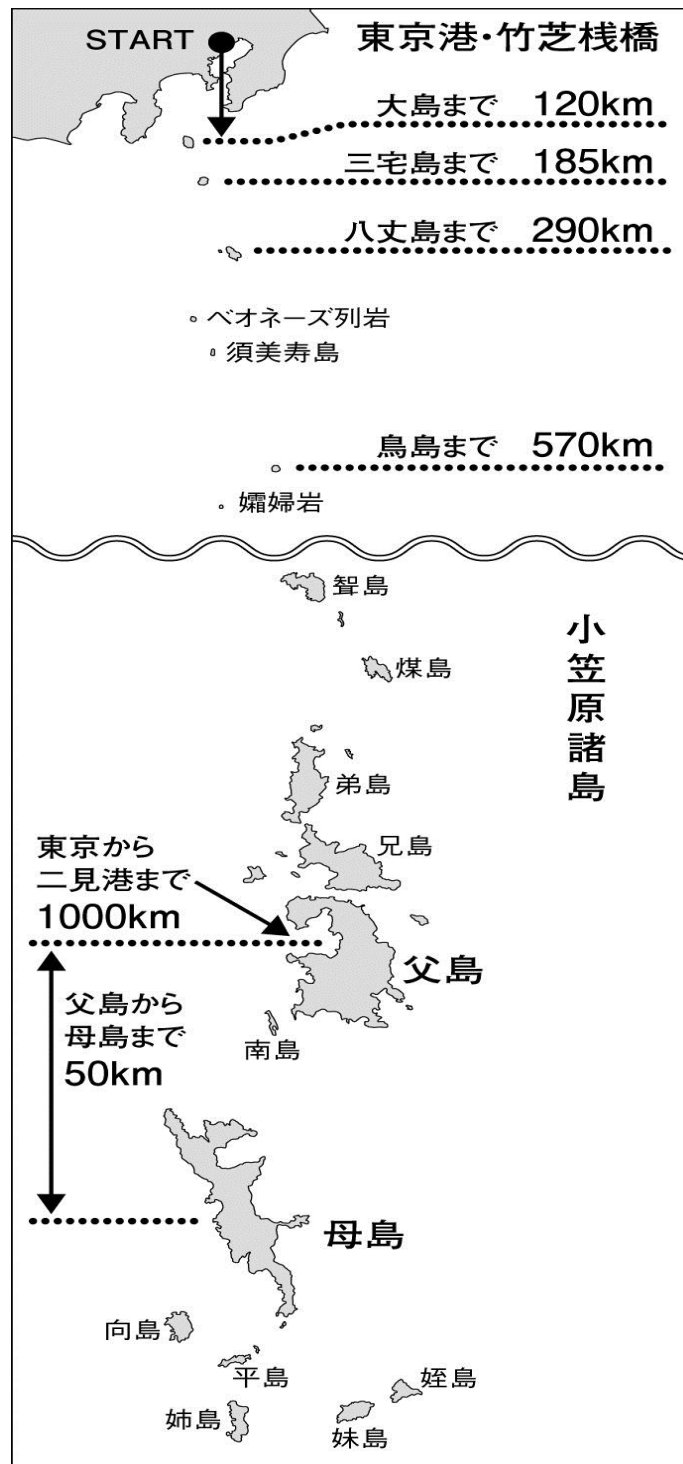 START
東京港・竹芝桟橋
大島まで 120km
三宅島まで 185km
八丈島まで 290km
ベオネーズ列岩
須美寿島
鳥島まで 570km
孀婦岩
聟島
媒島
小笠原諸島
弟島
兄島
東京から
二見港まで
1000km
父島
父島から
母島まで
50km
南島
母島
向島
平島
姪島
姉島
妹島